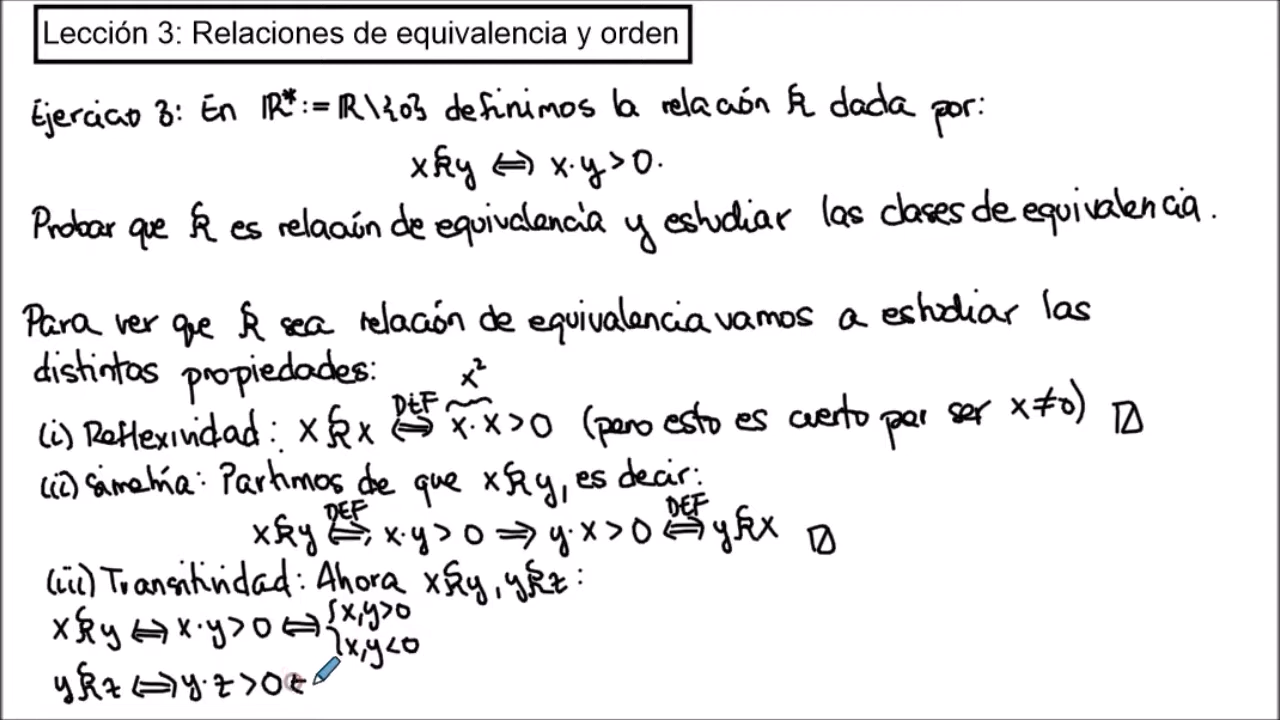 Lección 3: Relaciones de equivalencia y orden
Ejercicio 3: En ℝ* := ℝ\{0} definimos la relación ℛ dada por:
xℛy ⟺ x·y > 0.
Probar que ℛ es relación de equivalencia y estudiar las clases de equivalencia.
Para ver que ℛ sea relación de equivalencia vamos a estudiar las
distintas propiedades:
x²
(i) Reflexividad: xℛx ⟺ DEF x·x > 0 (pero esto es cierto por ser x≠0)
(ii) Simetría: Partimos de que xℛy, es decir:
xℛy ⟺ DEF x·y > 0 ⟹ y·x > 0 ⟺ DEF yℛx
(iii) Transitividad: Ahora xℛy, yℛz:
xℛy ⟺ x·y > 0 ⟺ { x,y>0
x,y<0
yℛz ⟺ y·z > 0